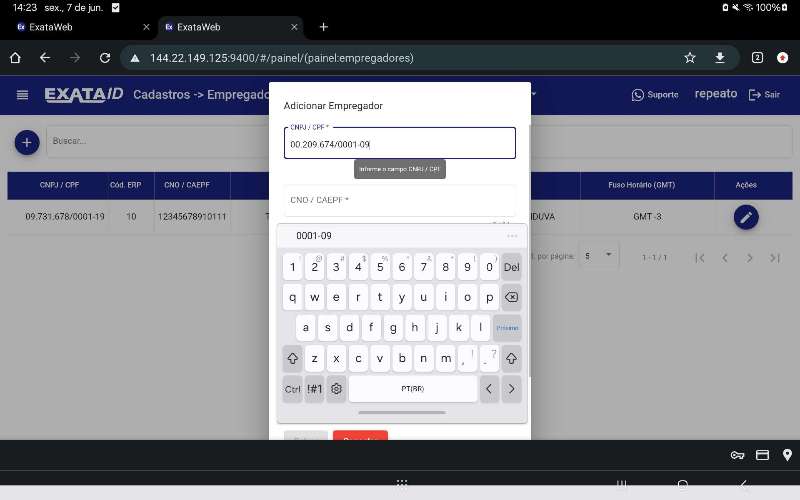 14:23 sex., 7 de jun.
100%
ExataWeb
ExataWeb
144.22.149.125:9400/#/painel/(painel:empregadores)
2
EXATAID Cadastros -> Empregado
Suporte
repeato
Sair
Adicionar Empregador
CNPJ / CPF *
00.209.674/0001-09
Informe o campo CNPJ / CPF
CNO / CAEPF *
Buscar...
CNPJ / CPF
Cód. ERP
CNO / CAEPF
Fuso Horário (GMT)
Ações
09.731.678/0001-19
10
12345678910111
T
NDUVA
GMT -3
por página:
5
1 - 1 / 1
0001-09
1 2 3 4 5 6 7 8 9 0 Del
q w e r t y u i o p
a s d f g h j k l Próximo
z x c v b n m , ! . ?
Ctrl !#1 PT(BR)